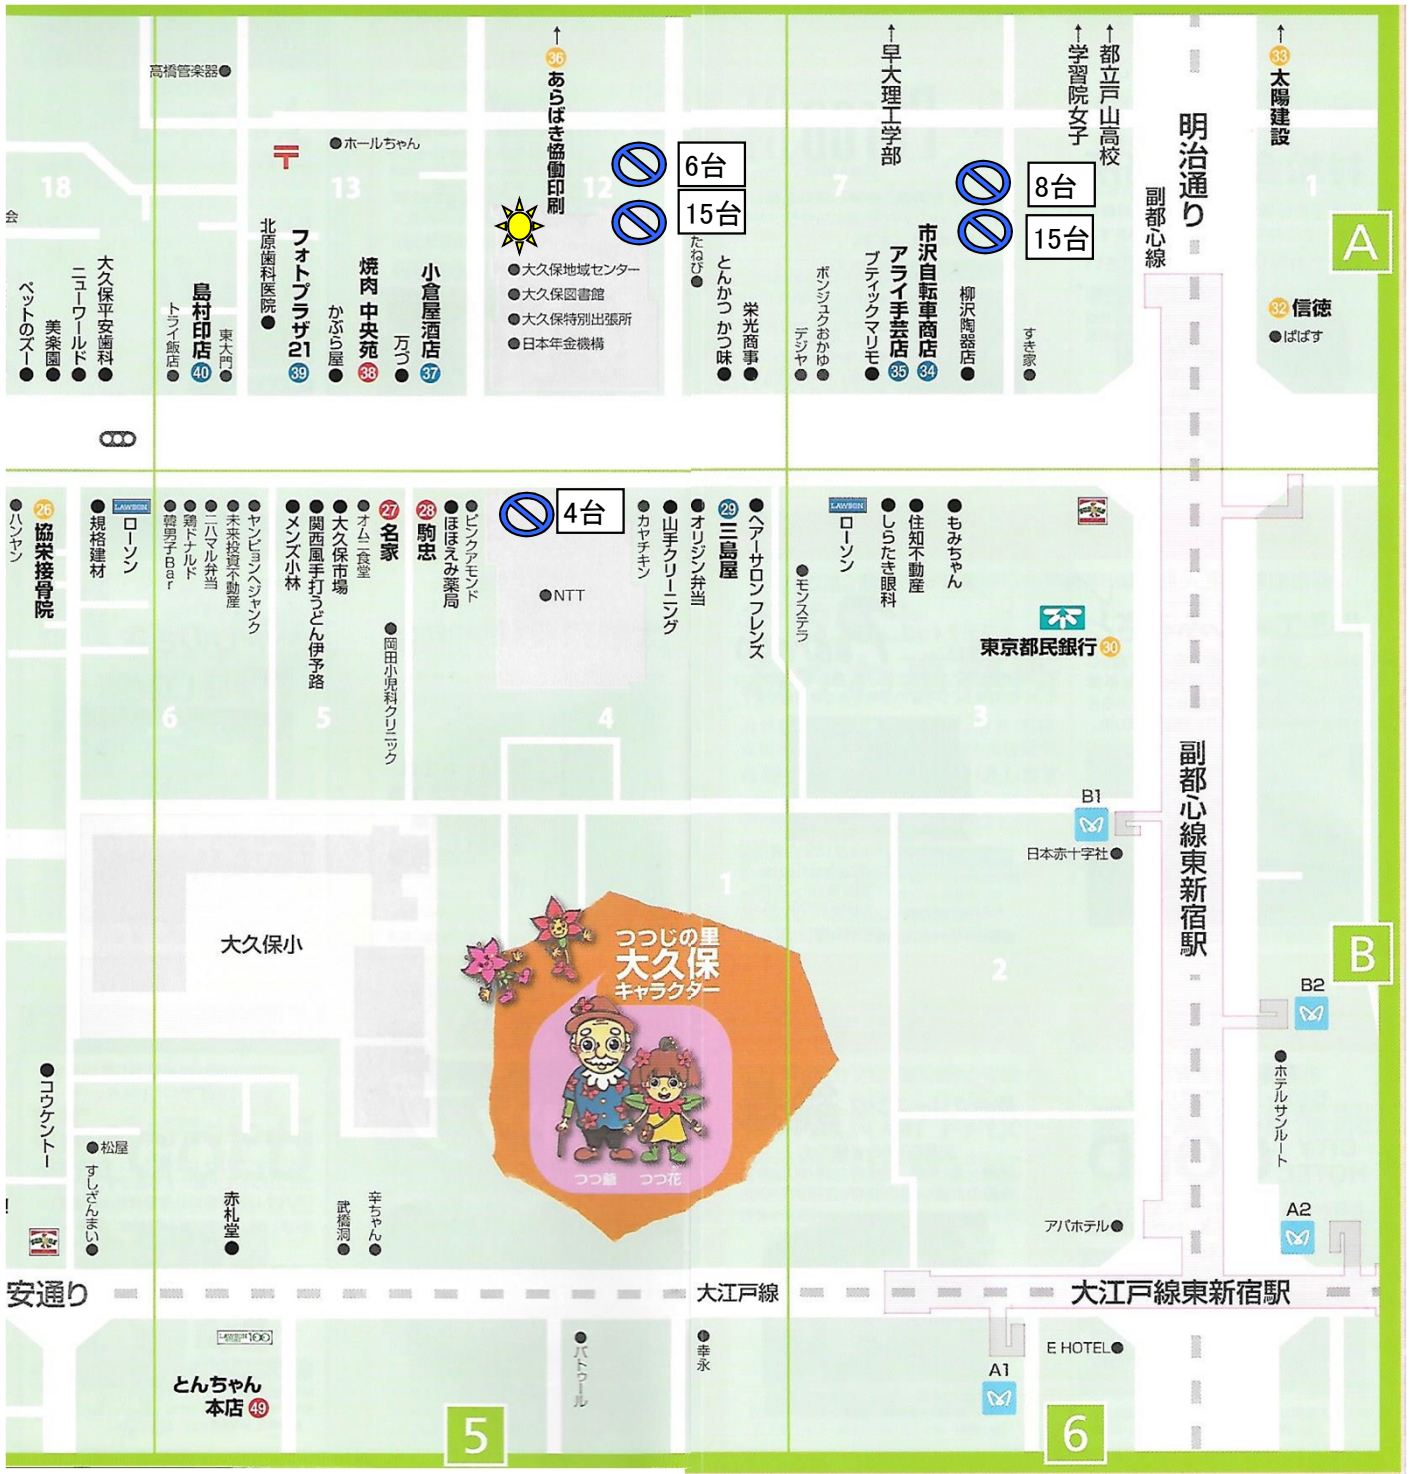 高橋管楽器
ホールちゃん
→36 あらばき協働印刷
6台
15台
→早大理工学部
8台
15台
→学習院女子
→都立戸山高校
明治通り
副都心線
→33 太陽建設
18
13
12
7
1
A
会
ペットのズー
美楽園
ニューワールド
大久保平安歯科
トライ飯店
島村印店 40
東大門
北原歯科医院
フォトプラザ21 39
かぶら屋
焼肉 中央苑 38
万づ
小倉屋酒店 37
大久保地域センター
大久保図書館
大久保特別出張所
日本年金機構
たねび
とんかつ かつ味
栄光商事
デジヤ
ボンジュクおかゆ
ブティックマリモ
アライ手芸店 35
市沢自転車商店 34
柳沢陶器店
すき家
32 信徳
ぱぱす
ハンヤン
26 協栄接骨院
規格建材
LAWSON
ローソン
韓男子Bar
鶏ドナルド
二ハマル弁当
未来投資不動産
ヤンピョンヘジャンク
メンズ小林
関西風手打うどん伊予路
大久保市場
オムニ食堂
27 名家
岡田小児科クリニック
28 駒忠
ほほえみ薬局
ピンクアモンド
4台
NTT
カヤチキン
山手クリーニング
オリジン弁当
29 三島屋
ヘアーサロン フレンズ
モンステラ
LAWSON
ローソン
しらたき眼科
住知不動産
もみちゃん
東京都民銀行 30
6
5
4
3
副都心線東新宿駅
B1
日本赤十字社
大久保小
1
2
つつじの里
大久保
キャラクター
つつ爺
つつ花
B
B2
ホテルサンルート
コウケントー
松屋
すしざんまい
赤札堂
武橋洞
辛ちゃん
アパホテル
A2
安通り
大江戸線
大江戸線東新宿駅
LAWSON 100
とんちゃん
本店 49
パトゥール
幸永
A1
E HOTEL
5
6